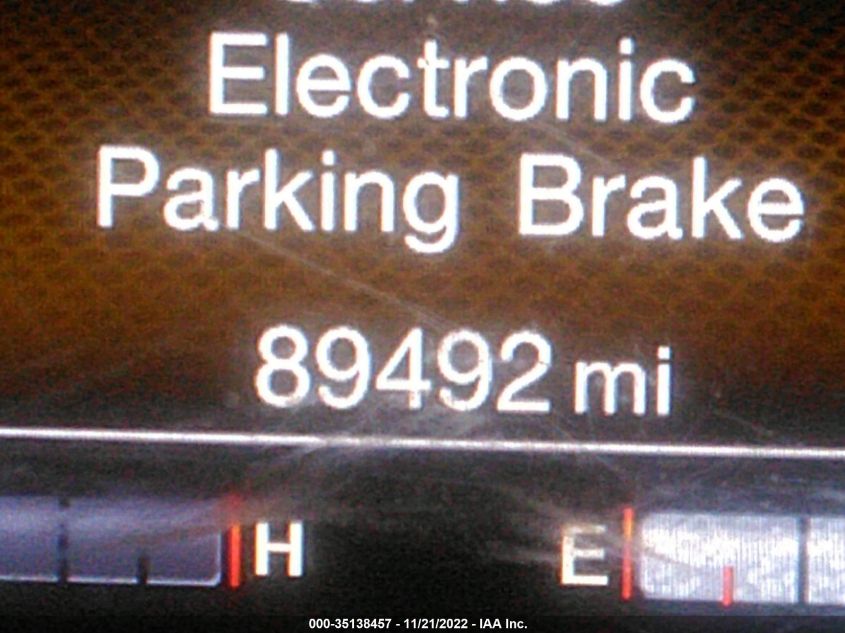 Electronic
Parking Brake
89492 mi
H E
000-35138457 - 11/21/2022 - IAA Inc.